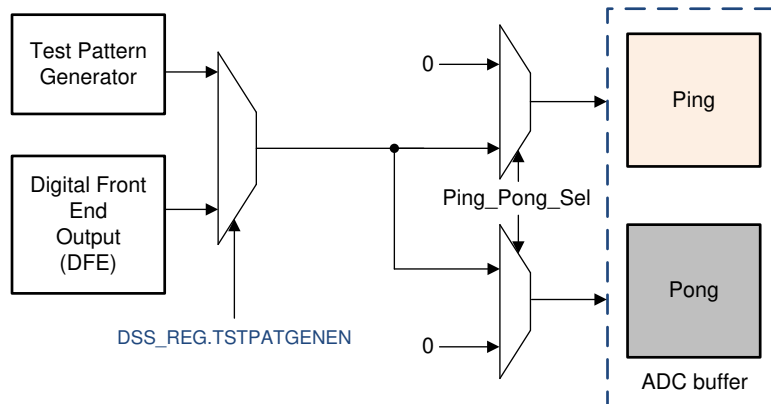 Test Pattern
Generator
Digital Front
End
Output
(DFE)
DSS_REG.TSTPATGENEN
0
Ping_Pong_Sel
0
Ping
Pong
ADC buffer